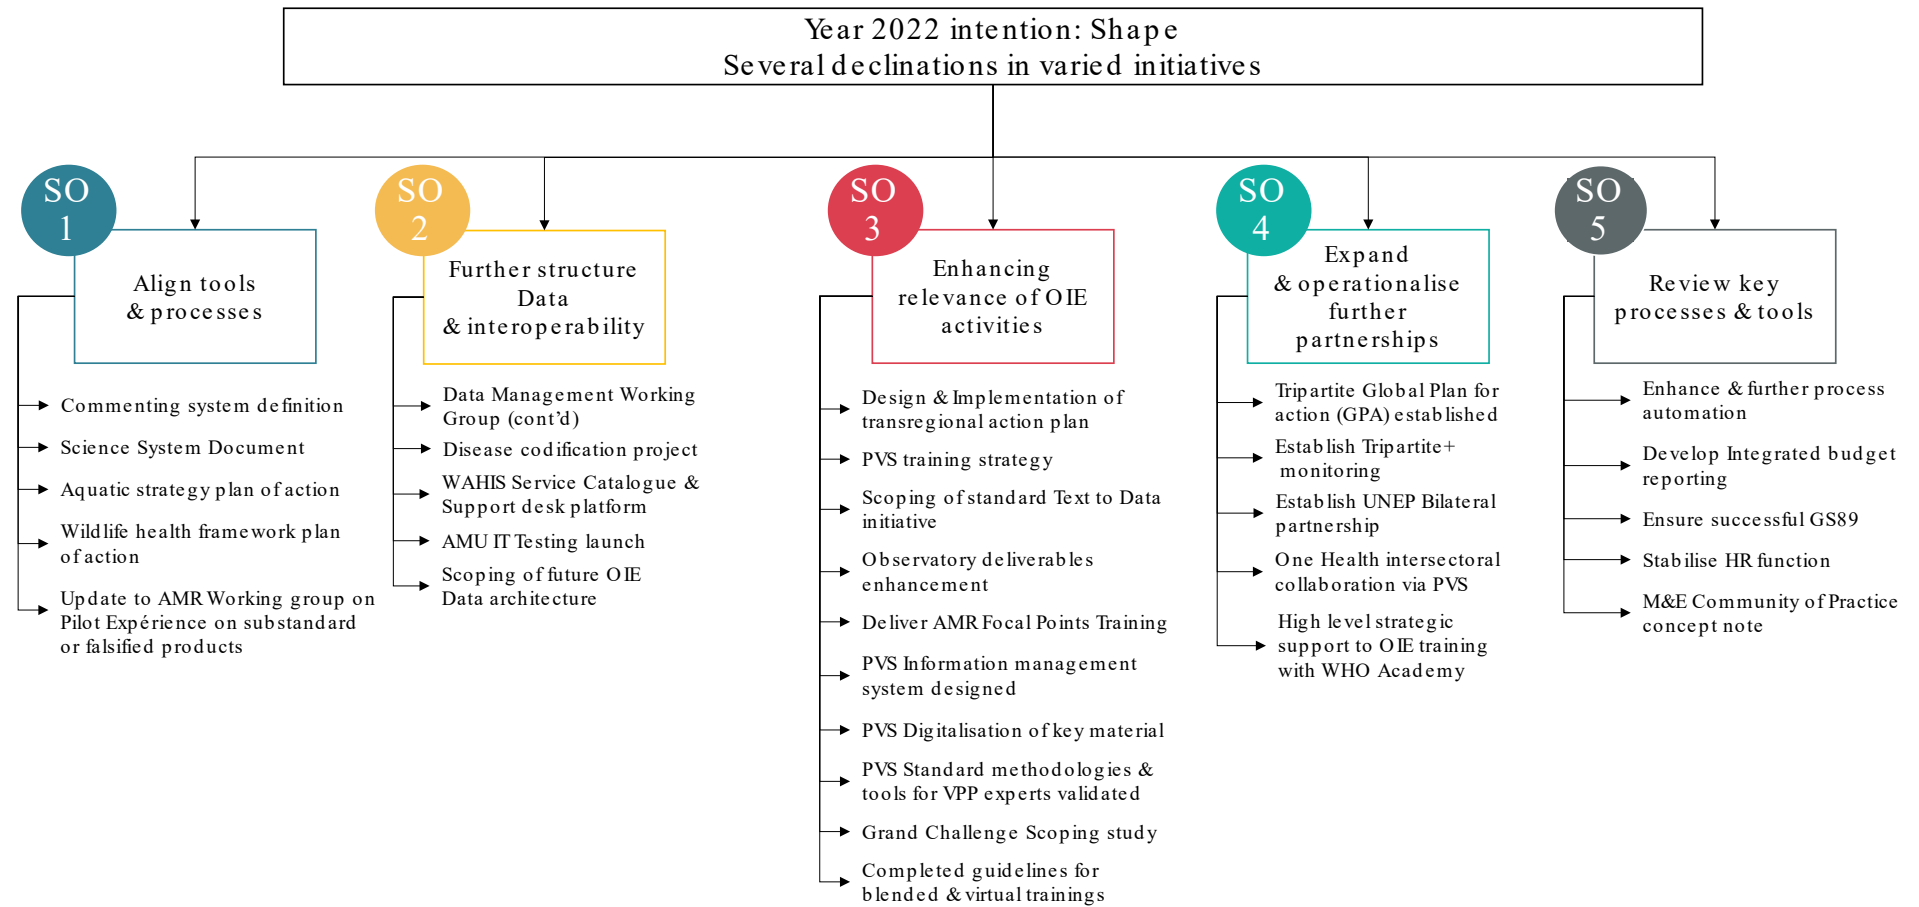 Year 2022 intention: Shape
Several declinations in varied initiatives
SO
1
Align tools
& processes
Commenting system definition
Science System Document
Aquatic strategy plan of action
Wildlife health framework plan
of action
Update to AMR Working group on
Pilot Expérience on substandard
or falsified products
SO
2
Further structure
Data
& interoperability
Data Management Working
Group (cont’d)
Disease codification project
WAHIS Service Catalogue &
Support desk platform
AMU IT Testing launch
Scoping of future OIE
Data architecture
SO
3
Enhancing
relevance of OIE
activities
Design & Implementation of
transregional action plan
PVS training strategy
Scoping of standard Text to Data
initiative
Observatory deliverables
enhancement
Deliver AMR Focal Points Training
PVS Information management
system designed
PVS Digitalisation of key material
PVS Standard methodologies &
tools for VPP experts validated
Grand Challenge Scoping study
Completed guidelines for
blended & virtual trainings
SO
4
Expand
& operationalise
further
partnerships
Tripartite Global Plan for
action (GPA) established
Establish Tripartite+
monitoring
Establish UNEP Bilateral
partnership
One Health intersectoral
collaboration via PVS
High level strategic
support to OIE training
with WHO Academy
SO
5
Review key
processes & tools
Enhance & further process
automation
Develop Integrated budget
reporting
Ensure successful GS89
Stabilise HR function
M&E Community of Practice
concept note